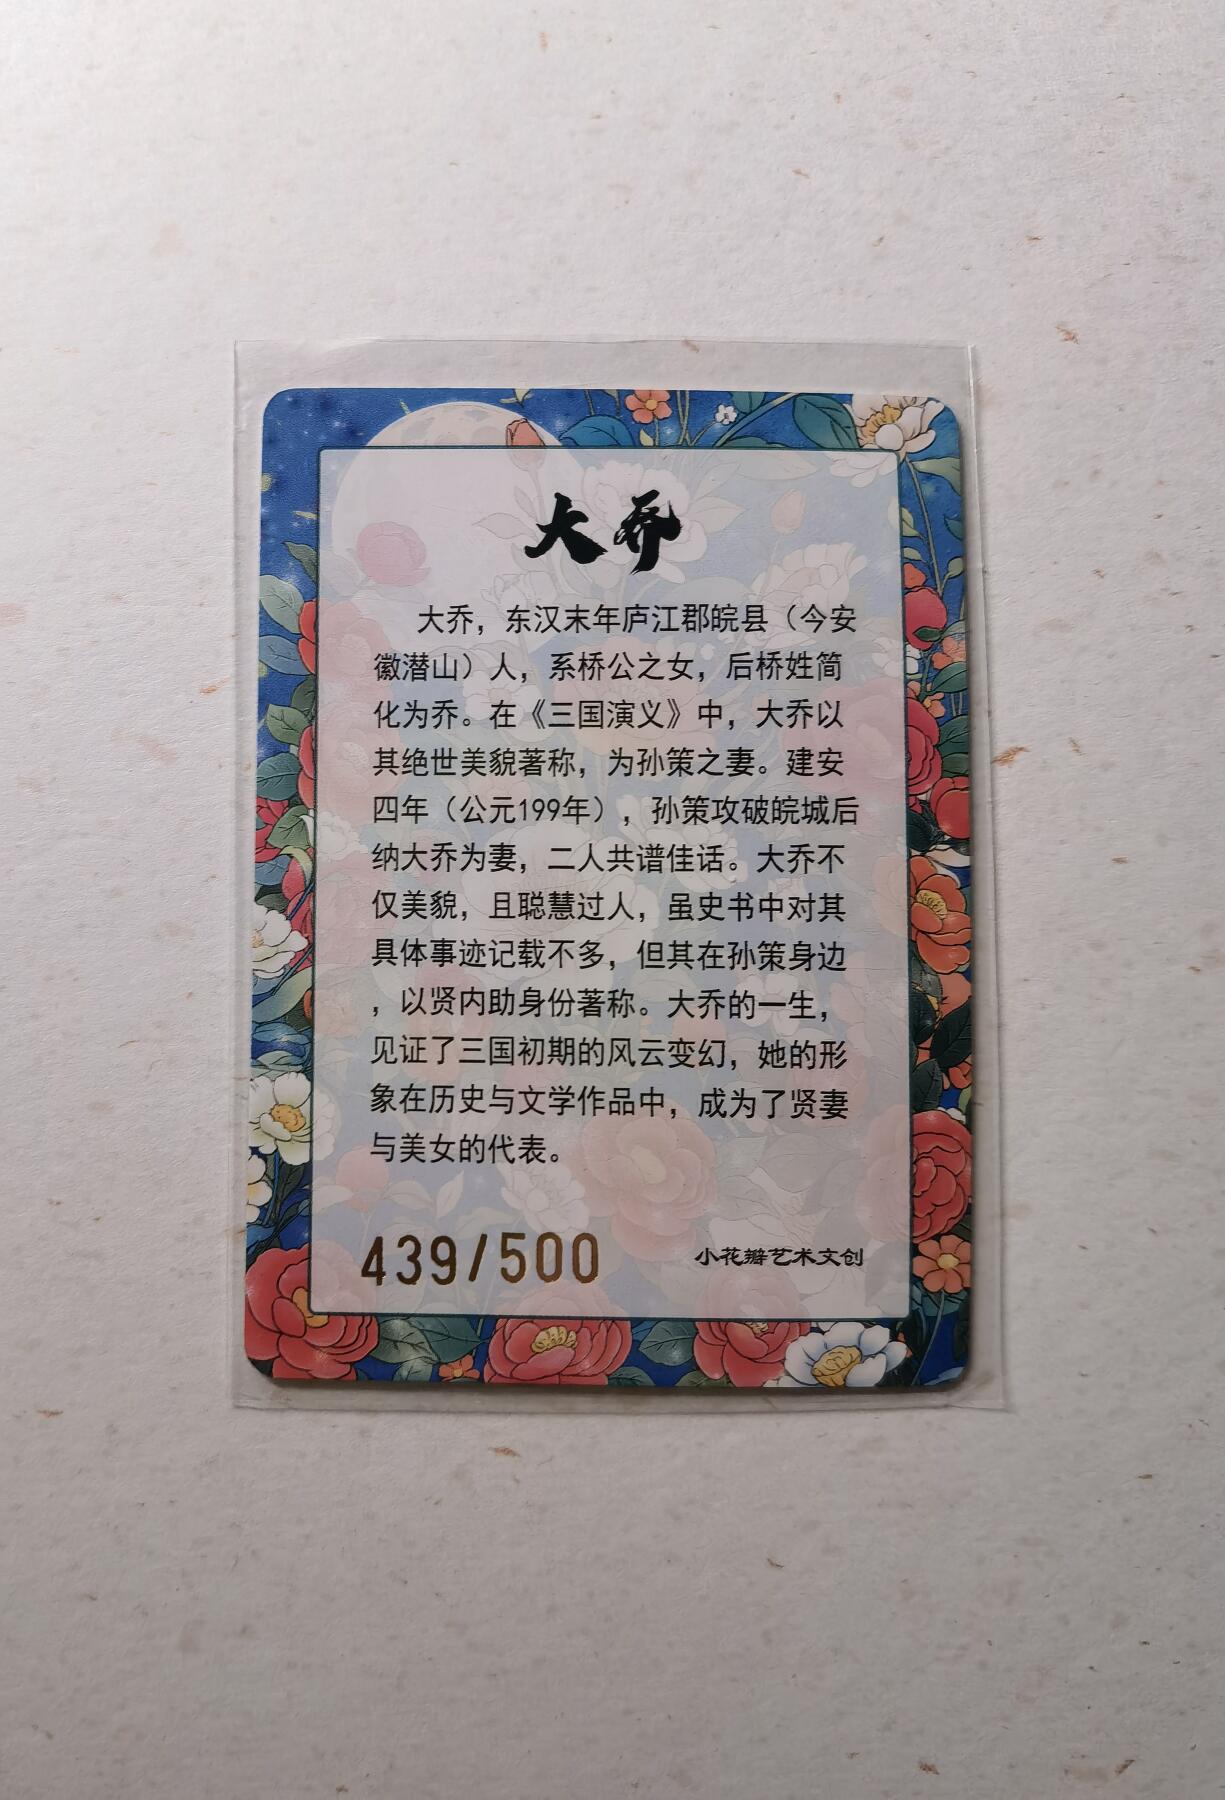 大乔
大乔，东汉末年庐江郡皖县（今安
徽潜山）人，系桥公之女，后桥姓简
化为乔。在《三国演义》中，大乔以
其绝世美貌著称，为孙策之妻。建安
四年（公元199年），孙策攻破皖城后
纳大乔为妻，二人共谱佳话。大乔不
仅美貌，且聪慧过人，虽史书中对其
具体事迹记载不多，但其在孙策身边
，以贤内助身份著称。大乔的一生，
见证了三国初期的风云变幻，她的形
象在历史与文学作品中，成为了贤妻
与美女的代表。
439/500
小花瓣艺术文创